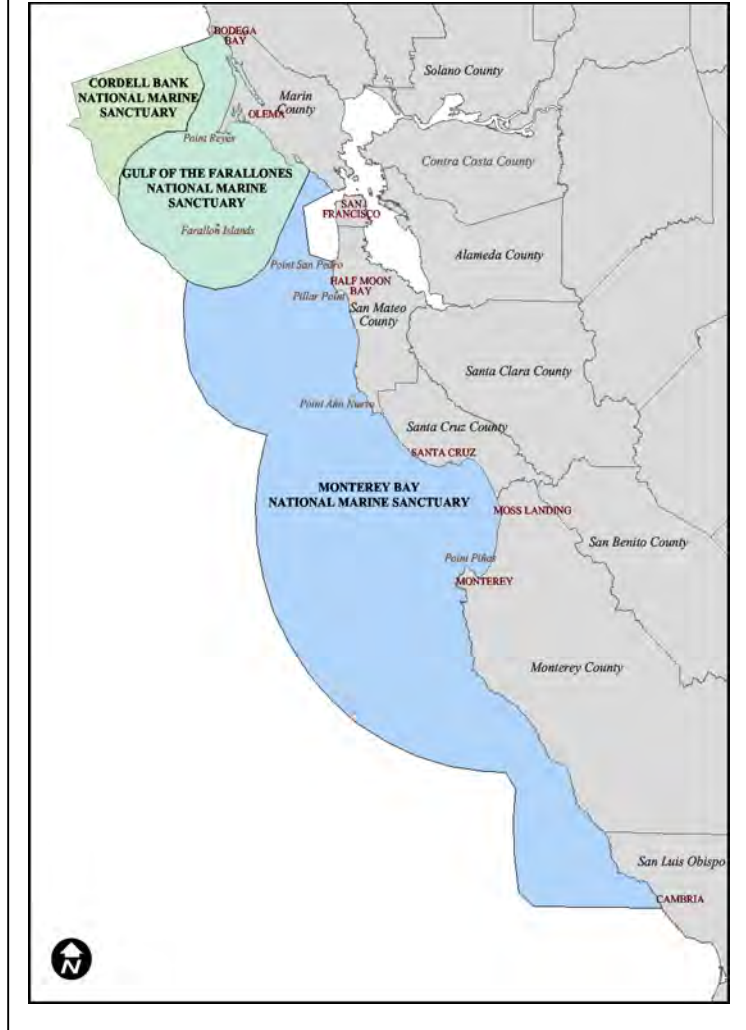 BODEGA
BAY
Solano County
CORDELL BANK
NATIONAL MARINE
SANCTUARY
Marin
County
OLEMA
Point Reyes
Contra Costa County
GULF OF THE FARALLONES
NATIONAL MARINE
SANCTUARY
SAN
FRANCISCO
Farallon Islands
Alameda County
Point San Pedro
HALF MOON
BAY
Pillar Point
San Mateo
County
Santa Clara County
Point Año Nuevo
Santa Cruz County
SANTA CRUZ
MONTEREY BAY
NATIONAL MARINE SANCTUARY
MOSS LANDING
San Benito County
Point Piños
MONTEREY
Monterey County
San Luis Obispo
CAMBRIA
N